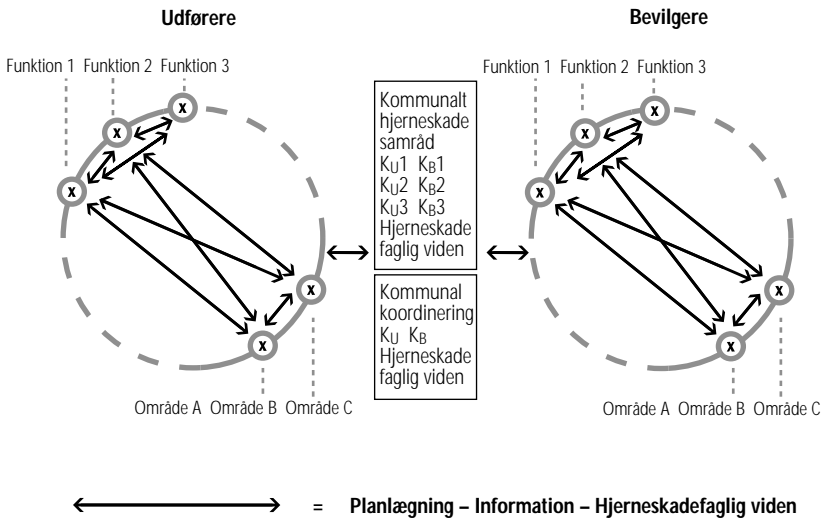 Udførere
Bevilgere
Funktion 1 Funktion 2 Funktion 3
Funktion 1 Funktion 2 Funktion 3
x
x
x
x
x
x
x
x
x
x
Kommunalt
hjerneskade
samråd
KU1 KB1
KU2 KB2
KU3 KB3
Hjerneskade
faglig viden
Kommunal
koordinering
KU KB
Hjerneskade
faglig viden
Område A Område B Område C
Område A Område B Område C
= Planlægning – Information – Hjerneskadefaglig viden